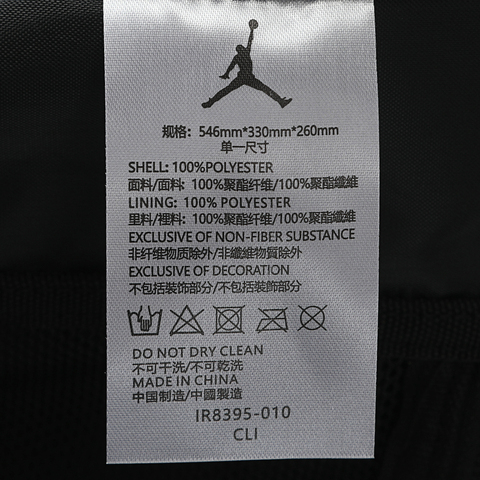 规格：546mm*330mm*260mm
单一尺寸
SHELL: 100%POLYESTER
面料/面料: 100%聚酯纤维/100%聚酯纖維
LINING: 100% POLYESTER
里料/裡料: 100%聚酯纤维/100%聚酯纖維
EXCLUSIVE OF NON-FIBER SUBSTANCE
非纤维物质除外/非纖維物質除外
EXCLUSIVE OF DECORATION
不包括装饰部分/不包括裝飾部分
DO NOT DRY CLEAN
不可干洗/不可乾洗
MADE IN CHINA
中国制造/中國製造
IR8395-010
CLI